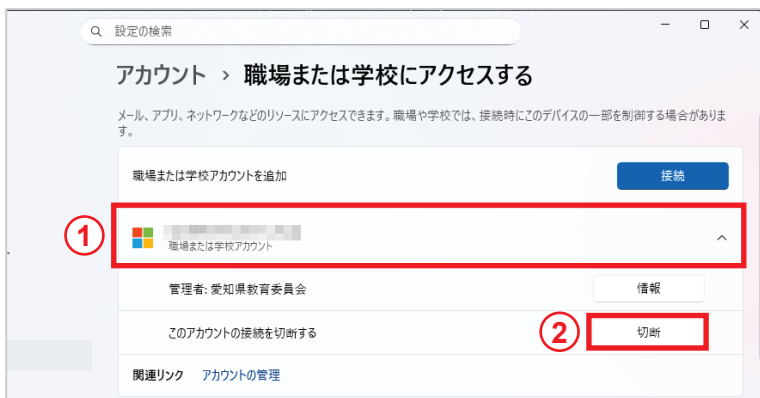 設定の検索
アカウント › 職場または学校にアクセスする
メール、アプリ、ネットワークなどのリソースにアクセスできます。職場や学校では、接続時にこのデバイスの一部を制御する場合がありま
す。
職場または学校アカウントを追加 接続
①
職場または学校アカウント
管理者: 愛知県教育委員会 情報
このアカウントの接続を切断する ② 切断
関連リンク アカウントの管理